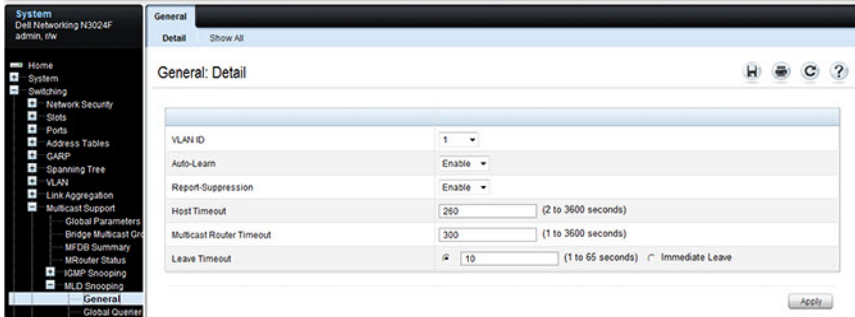 System
Dell Networking N3024F
admin, r/w
Home
System
Switching
Network Security
Slots
Ports
Address Tables
GARP
Spanning Tree
VLAN
Link Aggregation
Multicast Support
Global Parameters
Bridge Multicast Gro
MFDB Summary
MRouter Status
IGMP Snooping
MLD Snooping
General
Global Querier
General
Detail Show All
General: Detail
VLAN ID 1
Auto-Learn Enable
Report-Suppression Enable
Host Timeout 260 (2 to 3600 seconds)
Multicast Router Timeout 300 (1 to 3600 seconds)
Leave Timeout 10 (1 to 65 seconds) Immediate Leave
Apply